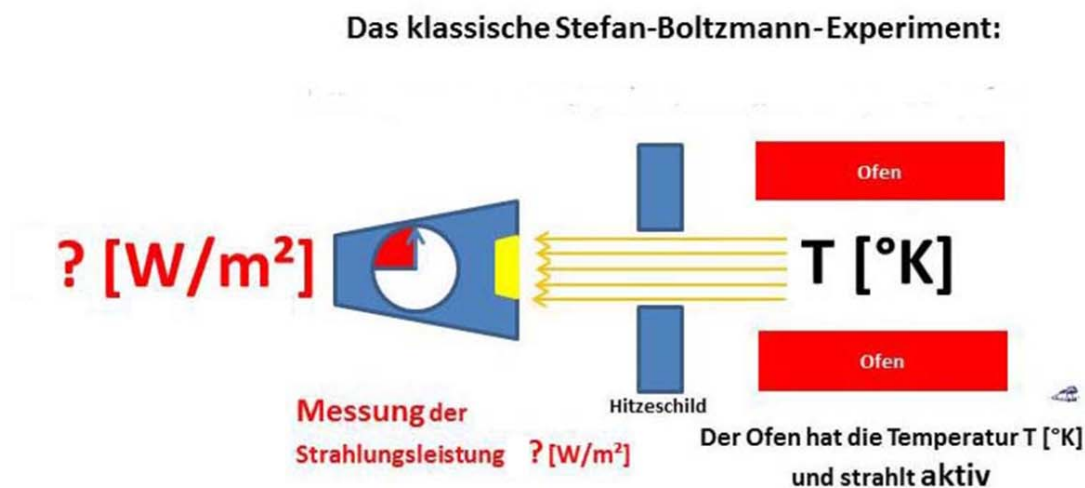 Das klassische Stefan-Boltzmann-Experiment:
Ofen
? [W/m²]
T [°K]
Ofen
Hitzeschild
Messung der
Strahlungsleistung ? [W/m²]
Der Ofen hat die Temperatur T [°K]
und strahlt aktiv